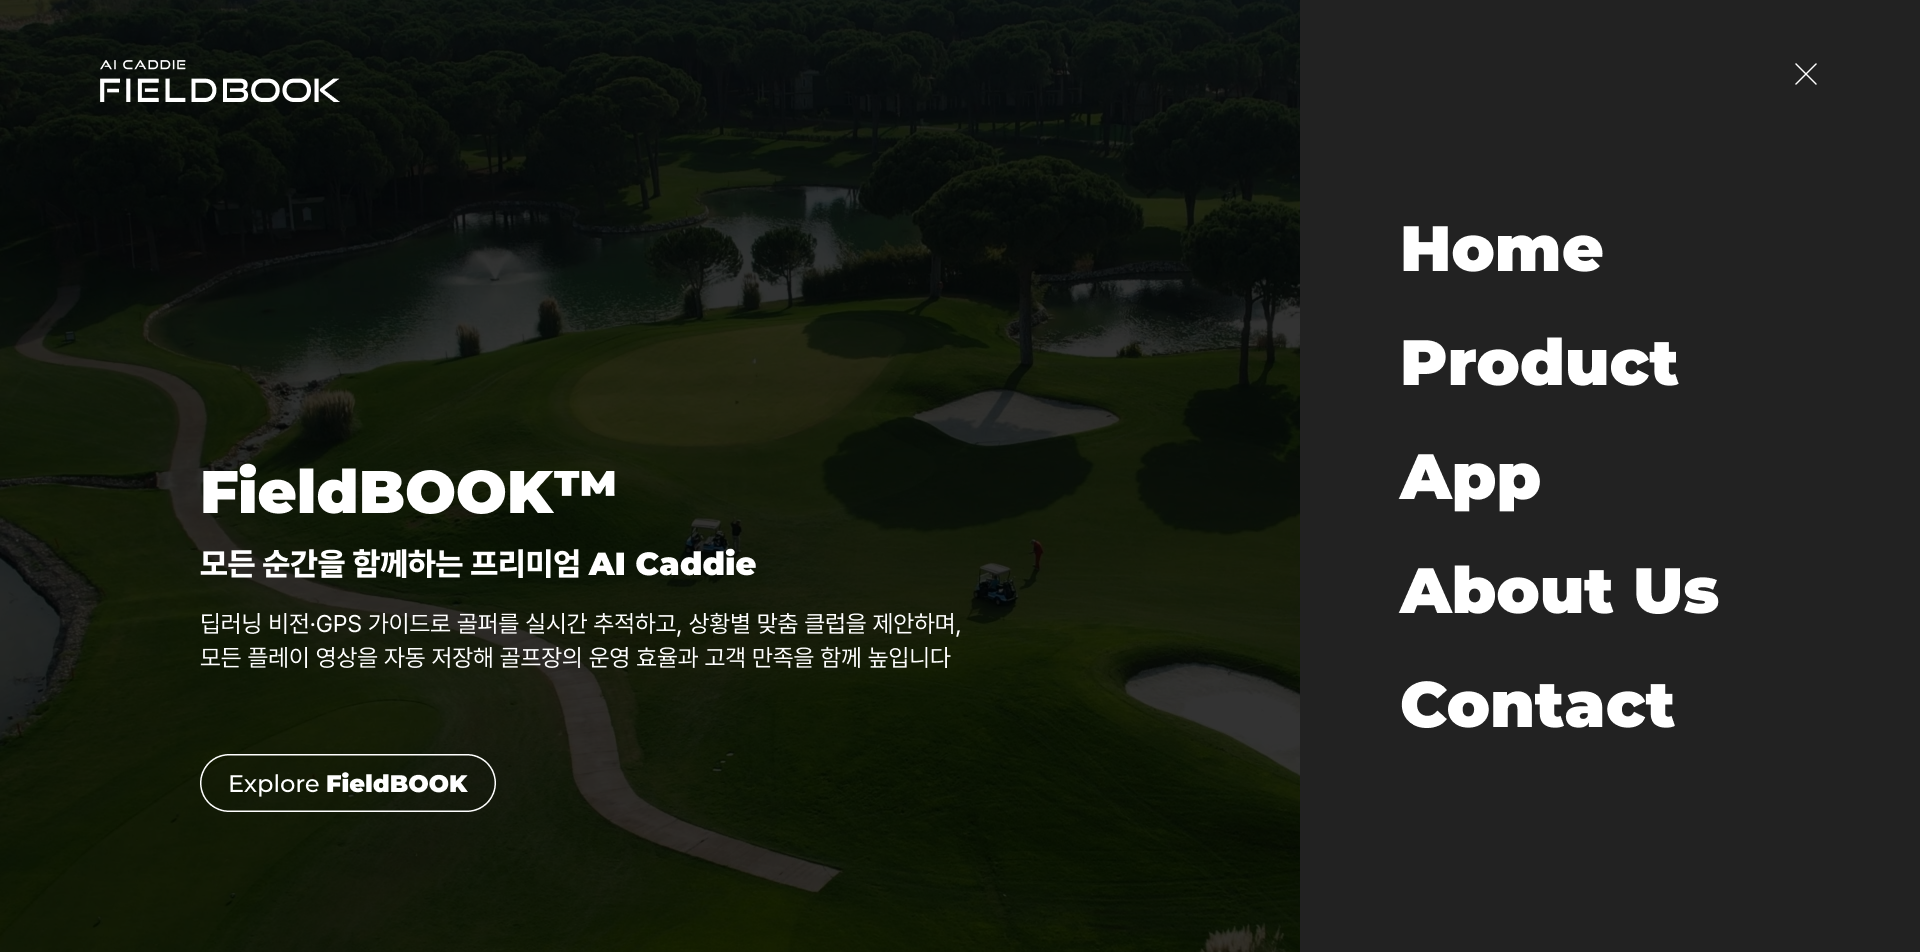 AI CADDIE
FIELDBOOK
FieldBOOK™
모든 순간을 함께하는 프리미엄 AI Caddie
딥러닝 비전·GPS 가이드로 골퍼를 실시간 추적하고, 상황별 맞춤 클럽을 제안하며,
모든 플레이 영상을 자동 저장해 골프장의 운영 효율과 고객 만족을 함께 높입니다
Explore FieldBOOK
Home
Product
App
About Us
Contact